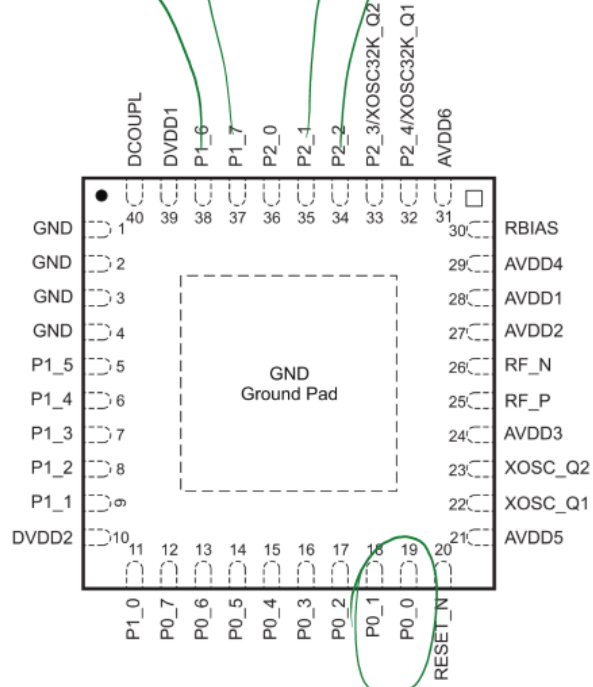 DCOUPL
DVDD1
P1_6
P1_7
P2_0
P2_1
P2_2
P2_3/XOSC32K_Q2
P2_4/XOSC32K_Q1
AVDD6
40
39
38
37
36
35
34
33
32
31
GND 1
GND 2
GND 3
GND 4
P1_5 5
P1_4 6
P1_3 7
P1_2 8
P1_1 9
DVDD2 10
GND
Ground Pad
30 RBIAS
29 AVDD4
28 AVDD1
27 AVDD2
26 RF_N
25 RF_P
24 AVDD3
23 XOSC_Q2
22 XOSC_Q1
21 AVDD5
11
12
13
14
15
16
17
18
19
20
P1_0
P0_7
P0_6
P0_5
P0_4
P0_3
P0_2
P0_1
P0_0
RESET_N